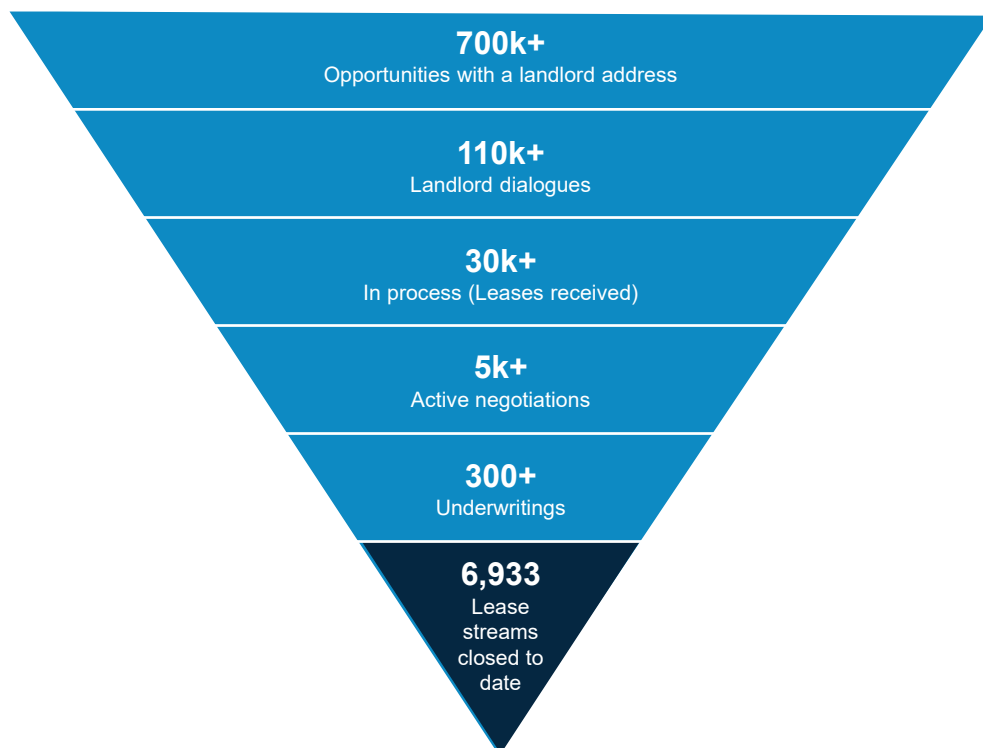 700k+
Opportunities with a landlord address
110k+
Landlord dialogues
30k+
In process (Leases received)
5k+
Active negotiations
300+
Underwritings
6,933
Lease
streams
closed to
date